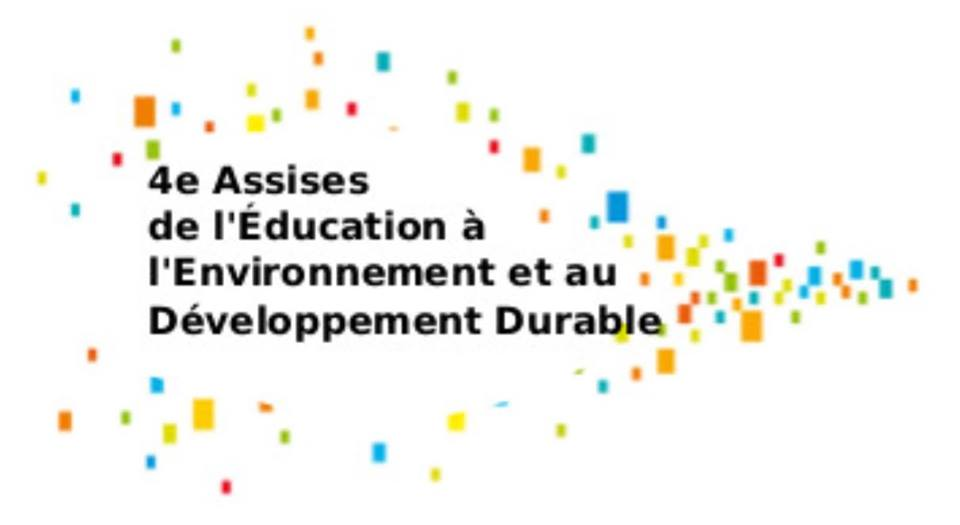 4e Assises
de l'Éducation à
l'Environnement et au
Développement Durable